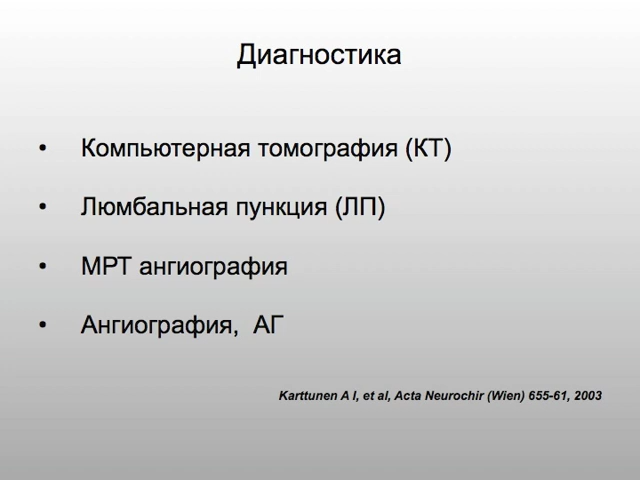 Диагностика
• Компьютерная томография (КТ)
• Люмбальная пункция (ЛП)
• МРТ ангиография
• Ангиография,  АГ
Karttunen A I, et al, Acta Neurochir (Wien) 655-61, 2003